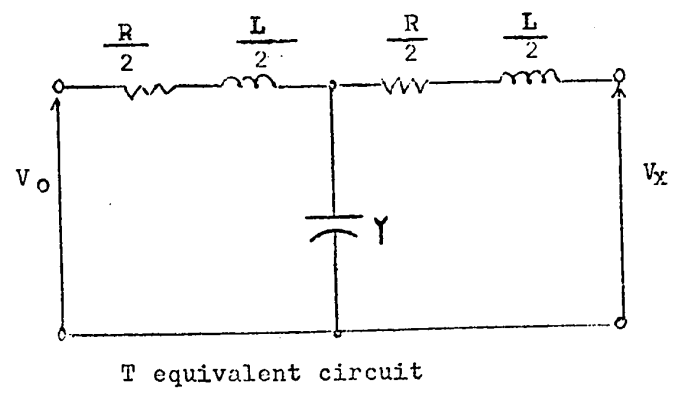 R/2 L/2 R/2 L/2
V₀ Vₓ
Y
T equivalent circuit